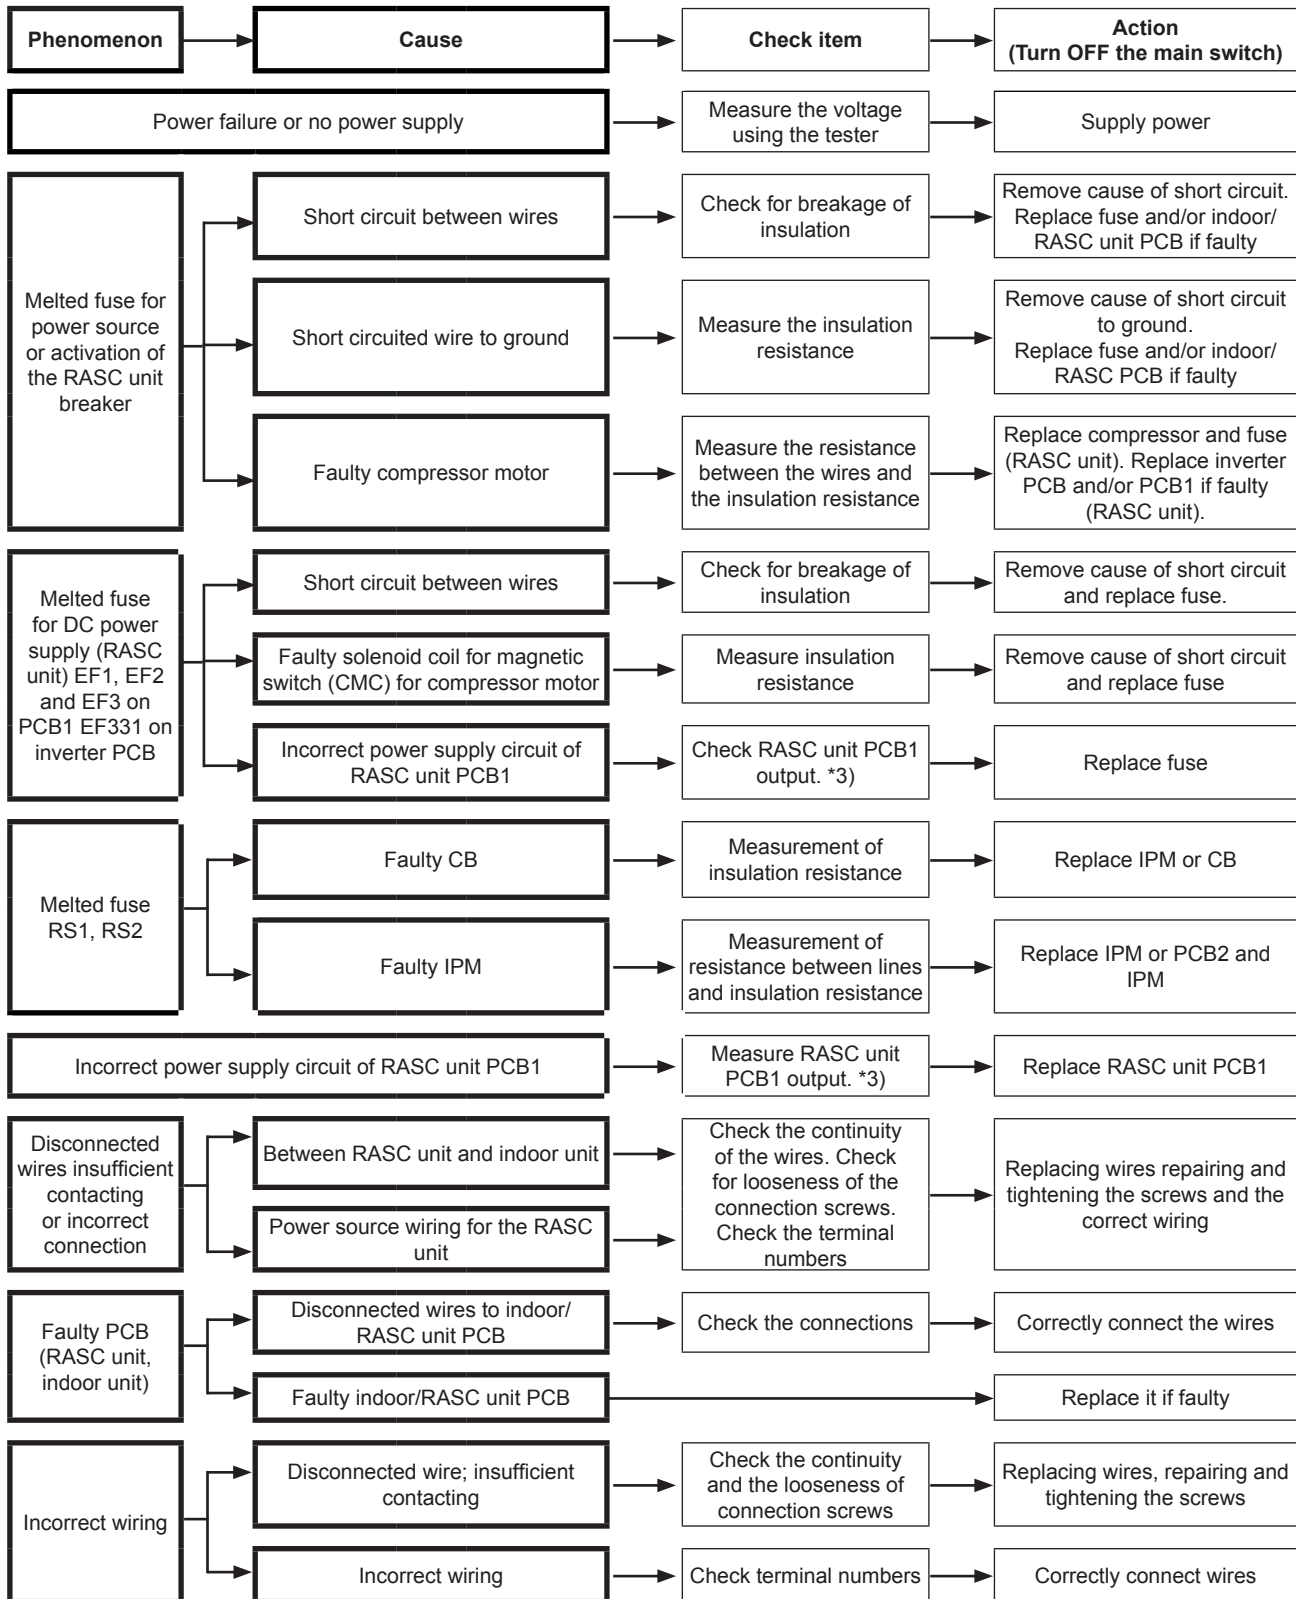 Phenomenon
Cause
Check item
Action
(Turn OFF the main switch)
Power failure or no power supply
Measure the voltage
using the tester
Supply power
Melted fuse for
power source
or activation of
the RASC unit
breaker
Short circuit between wires
Check for breakage of
insulation
Remove cause of short circuit.
Replace fuse and/or indoor/
RASC unit PCB if faulty
Short circuited wire to ground
Measure the insulation
resistance
Remove cause of short circuit
to ground.
Replace fuse and/or indoor/
RASC PCB if faulty
Faulty compressor motor
Measure the resistance
between the wires and
the insulation resistance
Replace compressor and fuse
(RASC unit). Replace inverter
PCB and/or PCB1 if faulty
(RASC unit).
Melted fuse
for DC power
supply (RASC
unit) EF1, EF2
and EF3 on
PCB1 EF331 on
inverter PCB
Short circuit between wires
Check for breakage of
insulation
Remove cause of short circuit
and replace fuse.
Faulty solenoid coil for magnetic
switch (CMC) for compressor motor
Measure insulation
resistance
Remove cause of short circuit
and replace fuse
Incorrect power supply circuit of
RASC unit PCB1
Check RASC unit PCB1
output. *3)
Replace fuse
Melted fuse
RS1, RS2
Faulty CB
Measurement of
insulation resistance
Replace IPM or CB
Faulty IPM
Measurement of
resistance between lines
and insulation resistance
Replace IPM or PCB2 and
IPM
Incorrect power supply circuit of RASC unit PCB1
Measure RASC unit
PCB1 output. *3)
Replace RASC unit PCB1
Disconnected
wires insufficient
contacting
or incorrect
connection
Between RASC unit and indoor unit
Power source wiring for the RASC
unit
Check the continuity
of the wires. Check
for looseness of the
connection screws.
Check the terminal
numbers
Replacing wires repairing and
tightening the screws and the
correct wiring
Faulty PCB
(RASC unit,
indoor unit)
Disconnected wires to indoor/
RASC unit PCB
Check the connections
Correctly connect the wires
Faulty indoor/RASC unit PCB
Replace it if faulty
Incorrect wiring
Disconnected wire; insufficient
contacting
Check the continuity
and the looseness of
connection screws
Replacing wires, repairing and
tightening the screws
Incorrect wiring
Check terminal numbers
Correctly connect wires